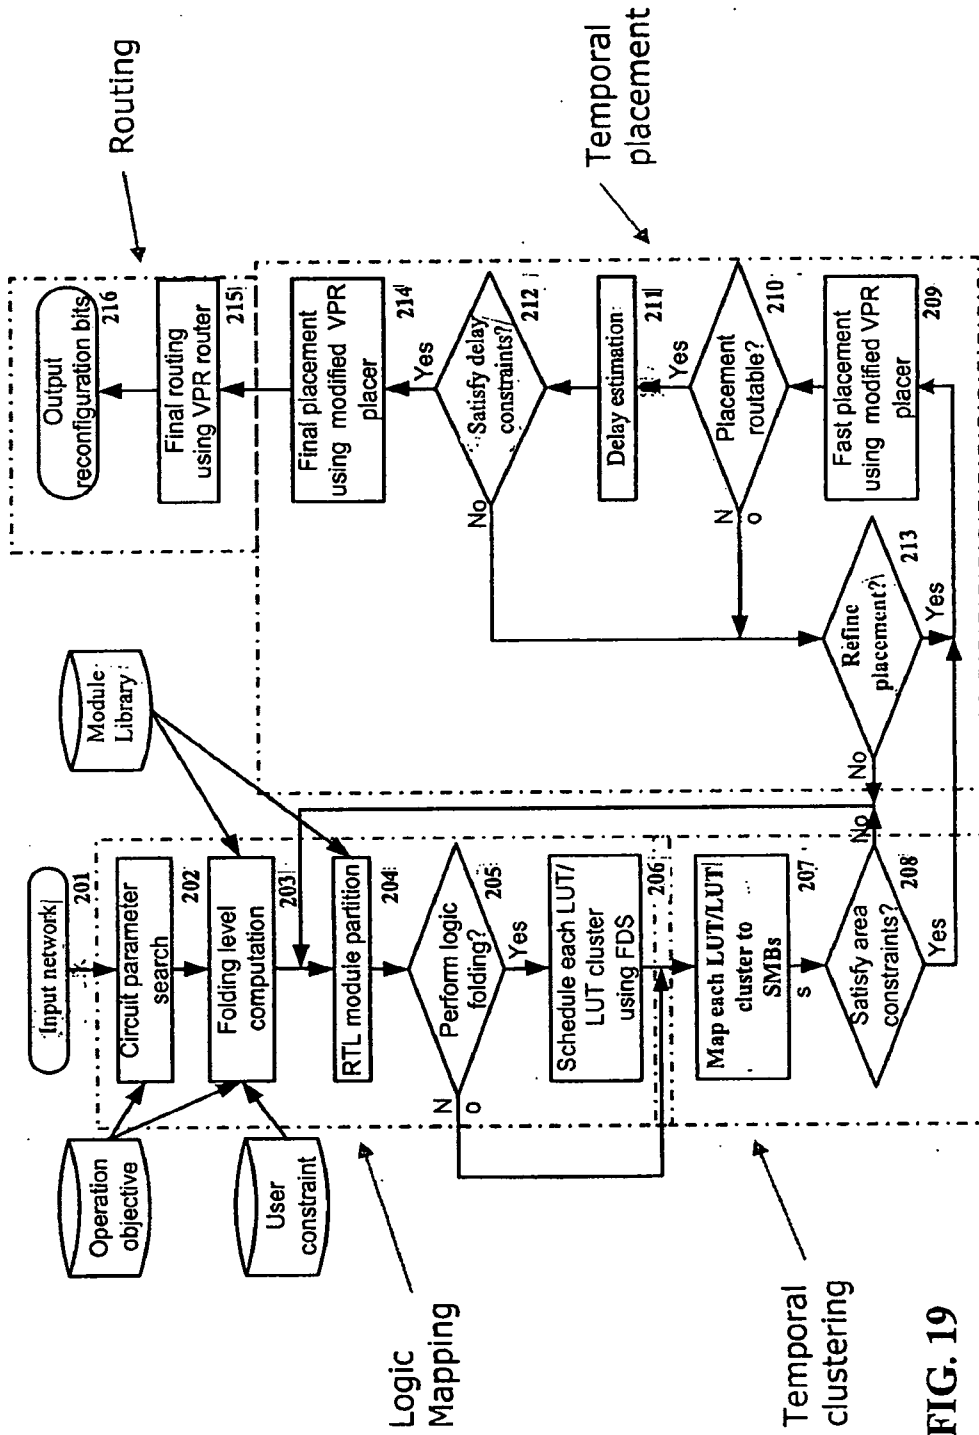 Input network
201
Operation
objective
Circuit parameter
search
202
Module
Library
User
constraint
Folding level
computation
203
RTL module partition
204
Perform logic
folding?
205
N
o
Yes
Schedule each LUT/
LUT cluster
using FDS
206
Logic
Mapping
Map each LUT/LUT
cluster to
SMBs
s
207
Satisfy area
constraints?
208
No
Yes
Temporal
clustering
Output
reconfiguration bits
216
Final routing
using VPR router
215
Routing
Final placement
using modified VPR
placer
214
Yes
Satisfy delay
constraints?
212
No
Delay estimation
211
Yes
Placement
routable?
210
N
o
Fast placement
using modified VPR
placer
209
Refine
placement?
213
No
Yes
Temporal
placement
FIG. 19